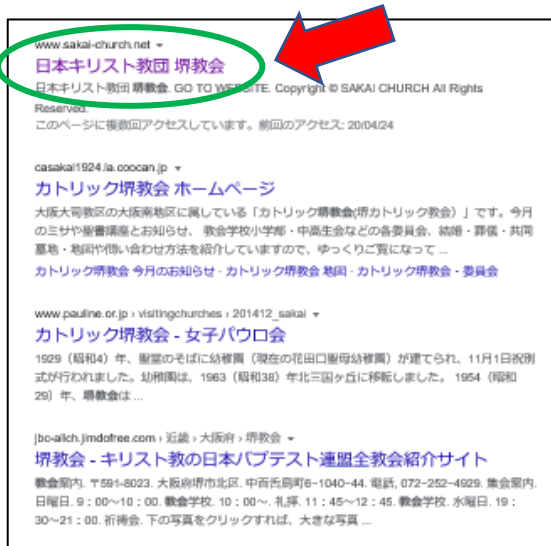 www.sakai-church.net
日本キリスト教団 堺教会
日本キリスト教団 堺教会. GO TO WEBSITE. Copyright © SAKAI CHURCH All Rights
Reserved.
このページに複数回アクセスしています。前回のアクセス: 20/04/24
casakai1924.la.coocan.jp
カトリック堺教会 ホームページ
大阪大司教区の大阪南地区に属している「カトリック堺教会(堺カトリック教会）」です。今月
のミサや聖書講座とお知らせ、 教会学校小学部・中高生会などの各委員会、結婚・葬儀・共同
墓地・地図や問い合わせ方法を紹介していますので、ゆっくりご覧になって ...
カトリック堺教会 今月のお知らせ · カトリック堺教会 地図 · カトリック堺教会・委員会
www.pauline.or.jp › visitingchurches › 201412_sakai
カトリック堺教会 - 女子パウロ会
1929（昭和4）年、聖堂のそばに幼稚園（現在の花田口聖母幼稚園）が建てられ、11月1日祝別
式が行われました。幼稚園は、1963（昭和38）年北三国ヶ丘に移転しました。 1954（昭和
29）年、堺教会は ...
jbc-allch.jimdofree.com › 近畿 › 大阪府 › 堺教会
堺教会 - キリスト教の日本バプテスト連盟全教会紹介サイト
教会案内. 〒591-8023. 大阪府堺市北区. 中百舌鳥町6-1040-44. 電話, 072-252-4929. 集会案内.
日曜日. 9：00～10：00. 教会学校. 10：00～. 礼拝. 11：45～12：45. 教会学校. 水曜日. 19：
30～21：00. 祈祷会. 下の写真をクリックすれば、大きな写真 ...